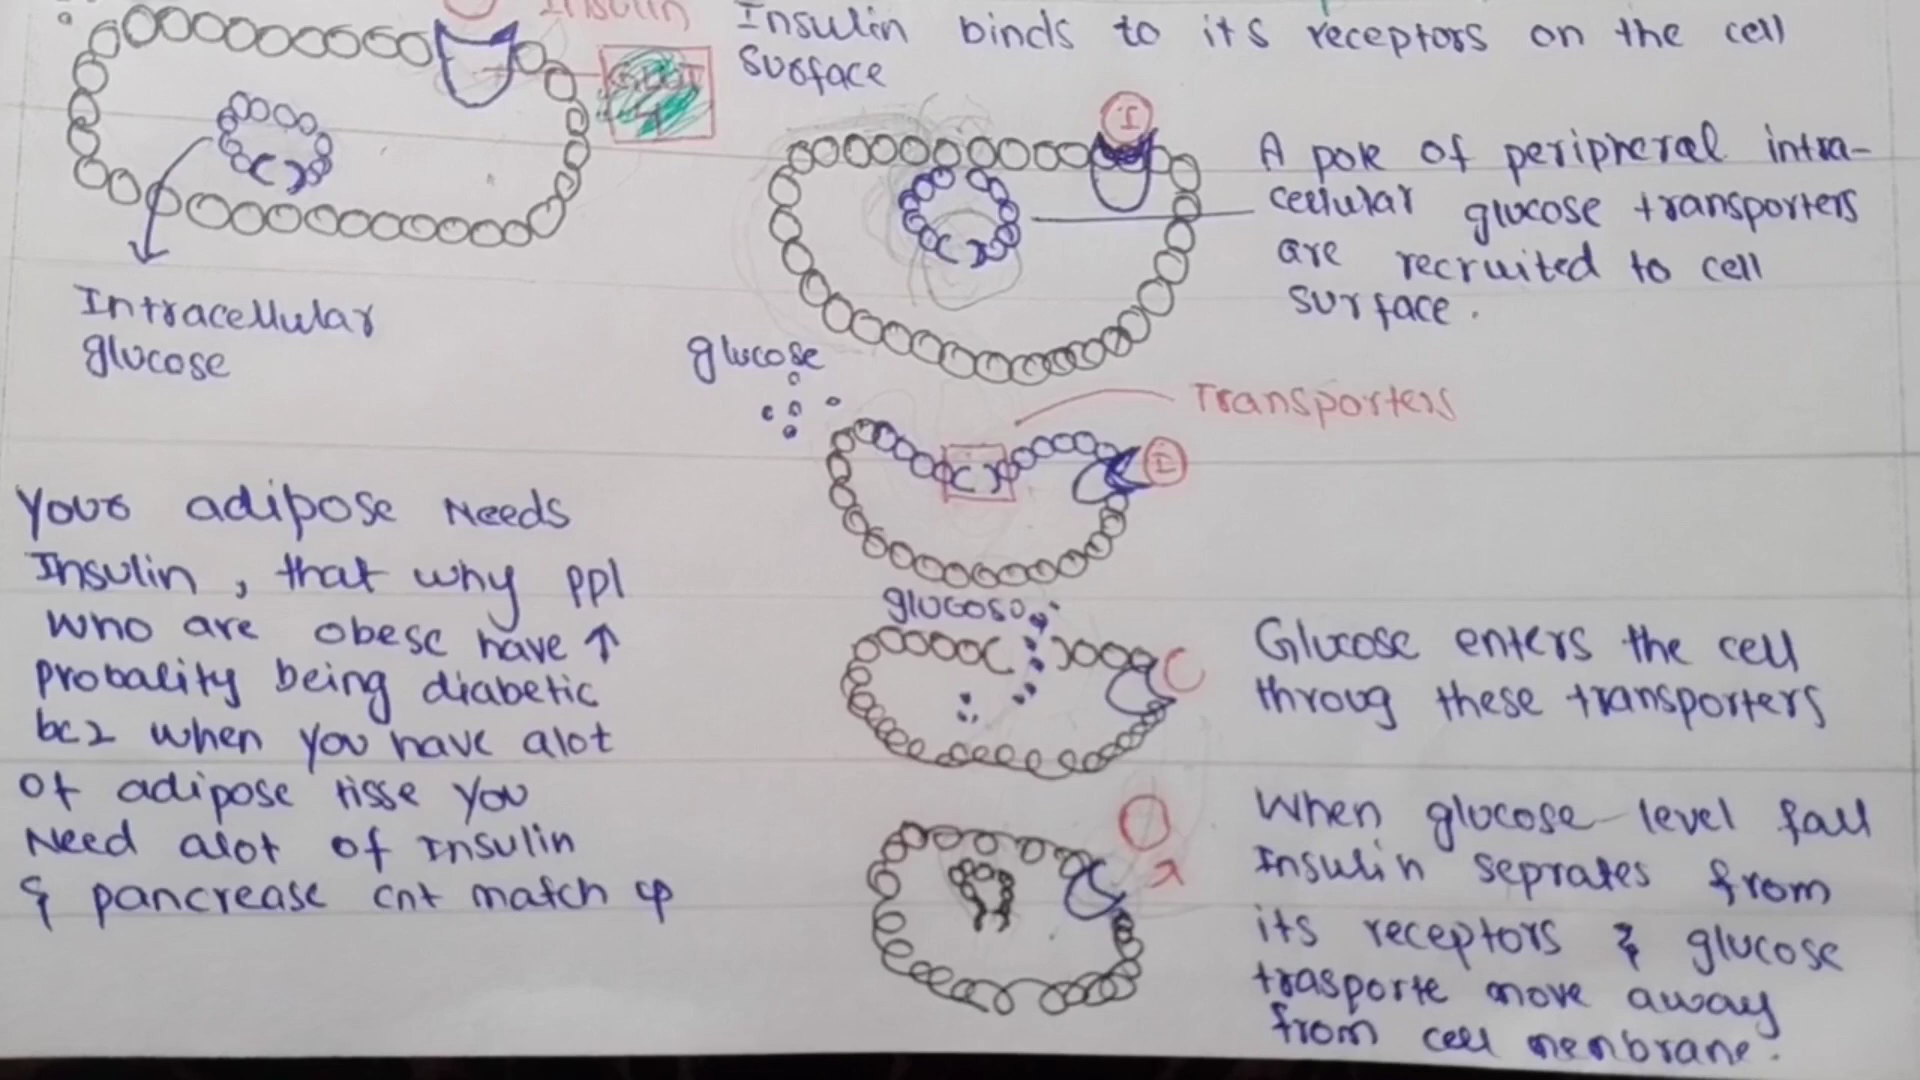 Insulin
Insulin binds to its receptors on the cell
surface
GLUT
4
I
A pole of peripheral intra-
cellular glucose transporters
are recruited to cell
surface.
Intracellular
glucose
glucose
Transporters
I
Your adipose Needs
Insulin, that why ppl
who are obese have ↑
probality being diabetic
bcz when you have alot
of adipose tisse you
Need alot of Insulin
& pancrease cnt match up
glucose
Glucose enters the cell
throug these transporters
When glucose level fall
Insulin seprates from
its receptors & glucose
trasporte move away
from cell menbrane.